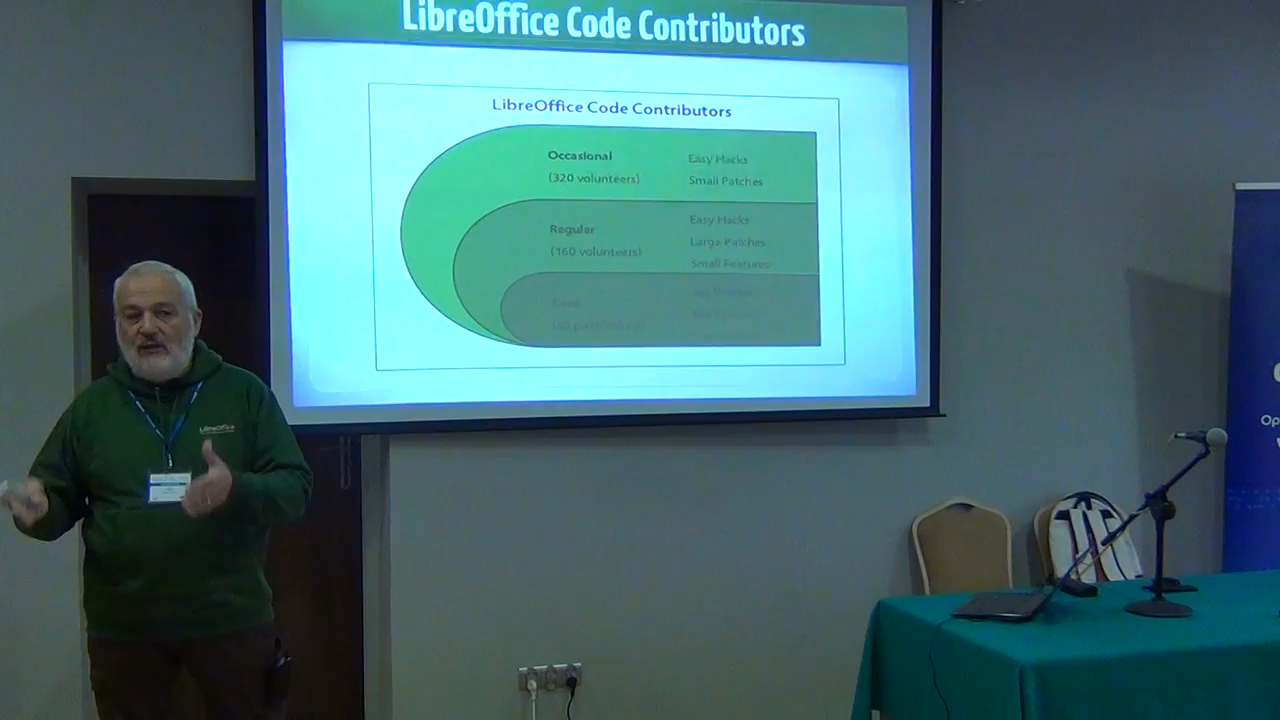 LibreOffice Code Contributors
LibreOffice Code Contributors
Occasional
(320 volunteers)
Easy Hacks
Small Patches
Regular
(160 volunteers)
Easy Hacks
Large Patches
Small Features
LibreOffice